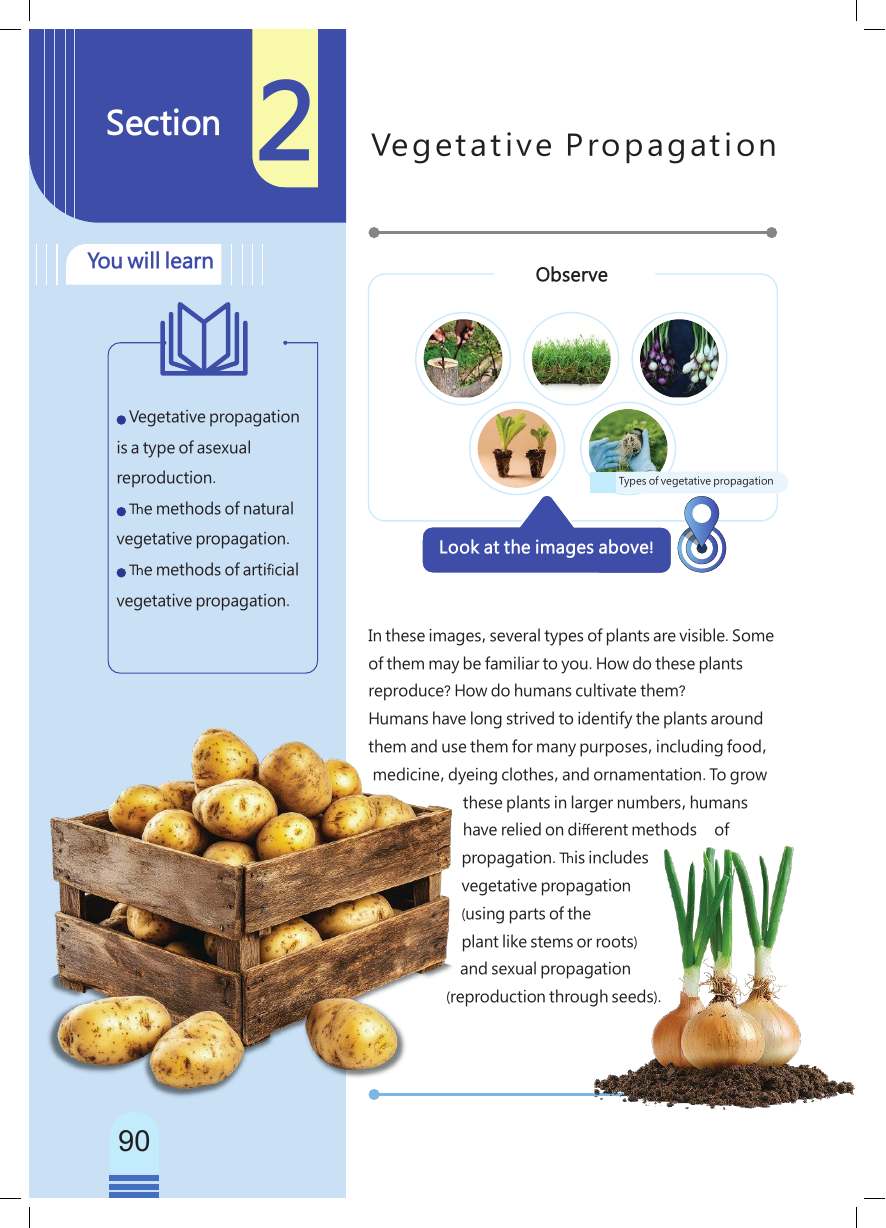 Section
2
Vegetative Propagation
You will learn
● Vegetative propagation
is a type of asexual
reproduction.
● The methods of natural
vegetative propagation.
● The methods of artificial
vegetative propagation.
Observe
Types of vegetative propagation
Look at the images above!
In these images, several types of plants are visible. Some
of them may be familiar to you. How do these plants
reproduce? How do humans cultivate them?
Humans have long strived to identify the plants around
them and use them for many purposes, including food,
medicine, dyeing clothes, and ornamentation. To grow
these plants in larger numbers, humans
have relied on different methods of
propagation. This includes
vegetative propagation
(using parts of the
plant like stems or roots)
and sexual propagation
(reproduction through seeds).
90